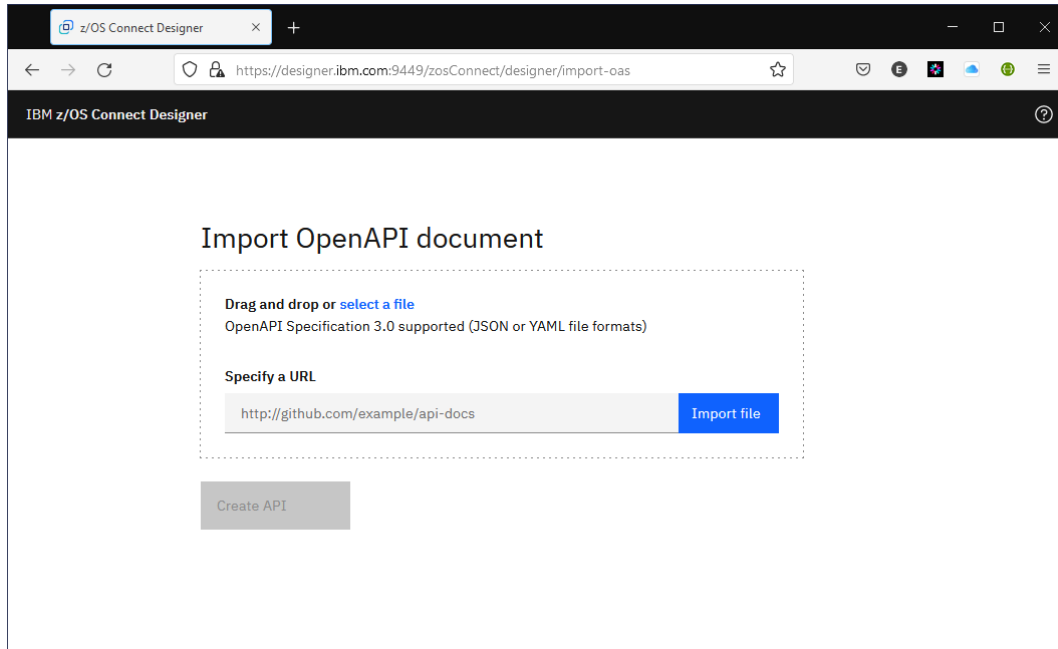 z/OS Connect Designer
https://designer.ibm.com:9449/zosConnect/designer/import-oas
E
IBM z/OS Connect Designer
Import OpenAPI document
Drag and drop or select a file
OpenAPI Specification 3.0 supported (JSON or YAML file formats)
Specify a URL
http://github.com/example/api-docs
Import file
Create API